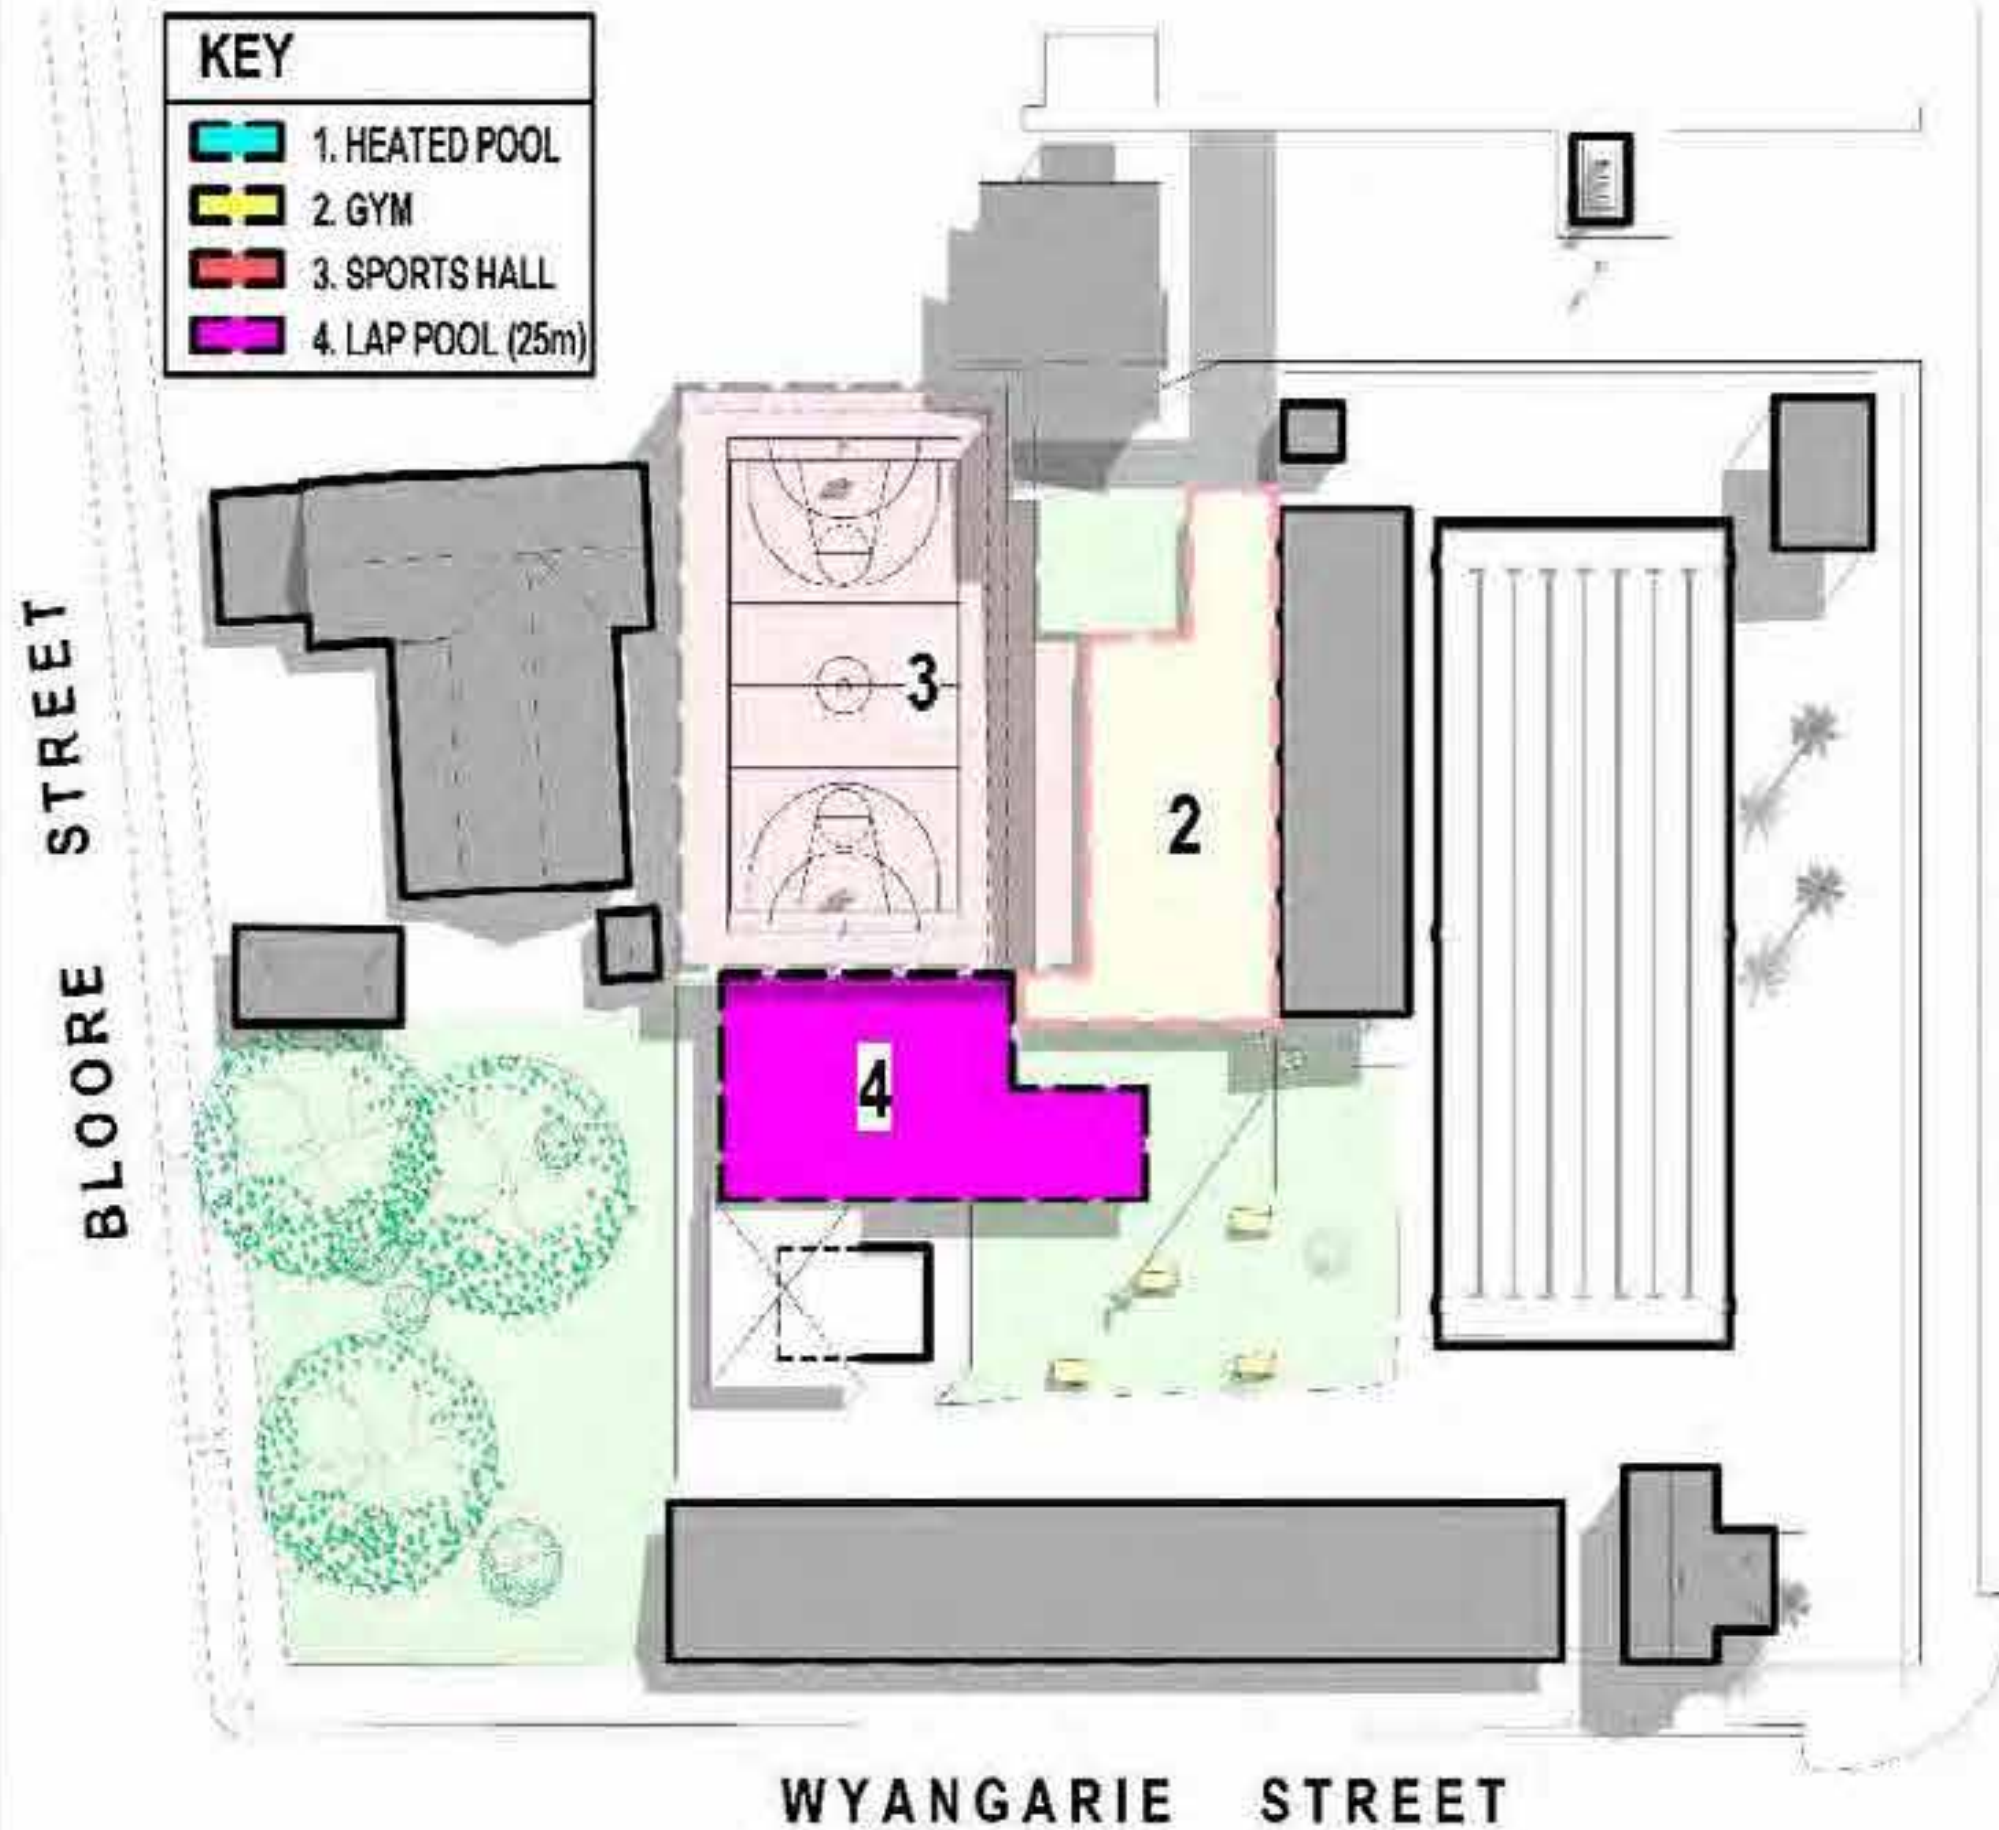 KEY
1. HEATED POOL
2. GYM
3. SPORTS HALL
4. LAP POOL (25m)
3
2
4
BLOORE STREET
WYANGARIE STREET